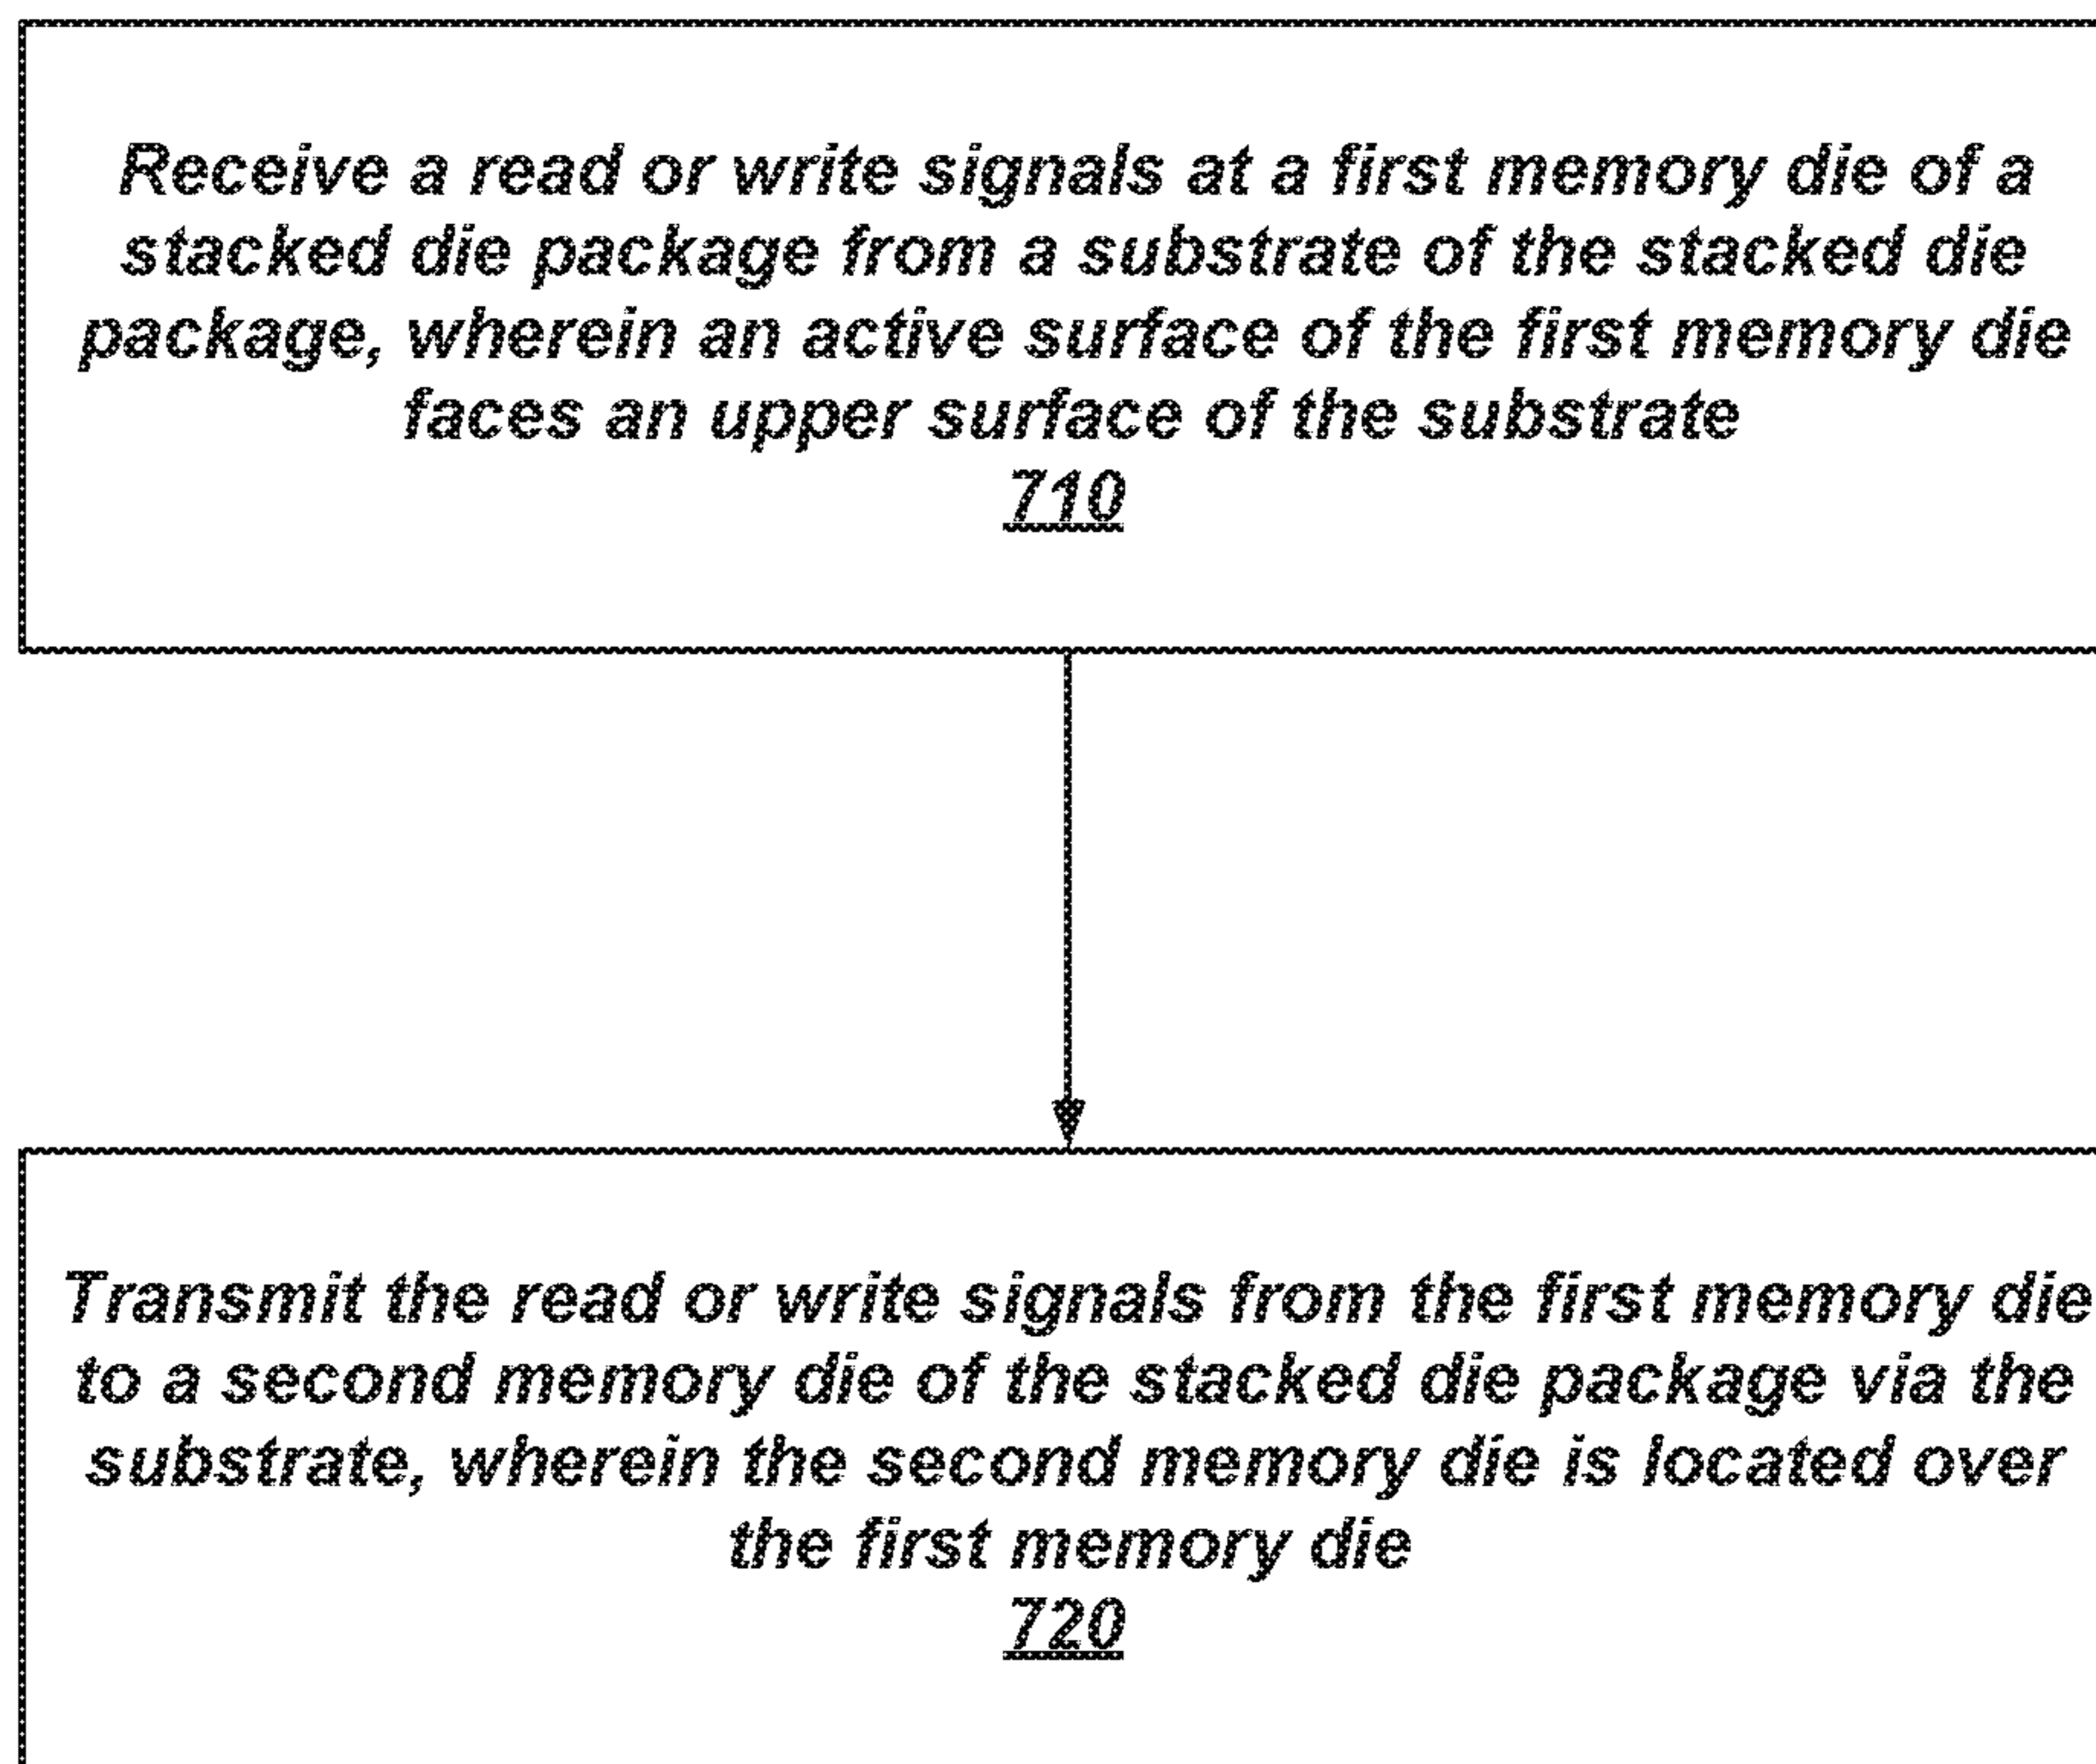 Receive a read or write signals at a first memory die of a
stacked die package from a substrate of the stacked die
package, wherein an active surface of the first memory die
faces an upper surface of the substrate
710
Transmit the read or write signals from the first memory die
to a second memory die of the stacked die package via the
substrate, wherein the second memory die is located over
the first memory die
720